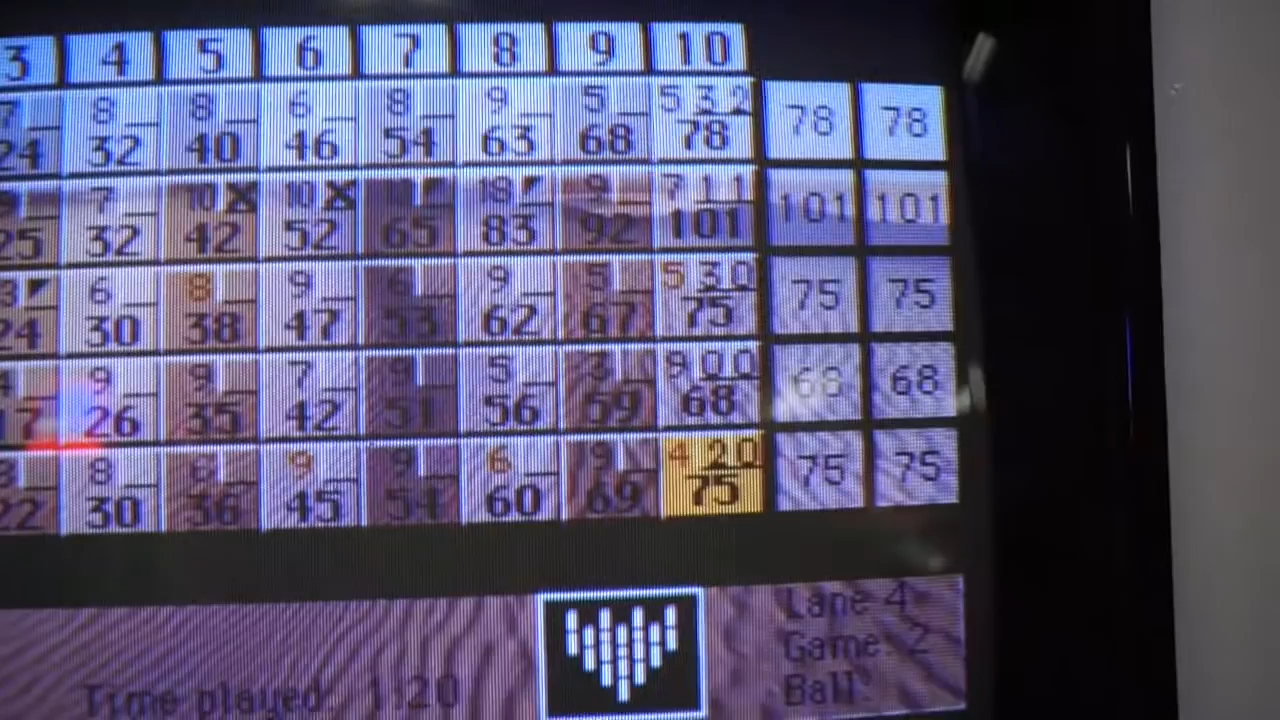 3 4 5 6 7 8 9 10
7 8 8 6 8 9 5 5 3 2
24 32 40 46 54 63 68 78 78 78
7 10 X 10 X 18 9 7 1 1
25 32 42 52 65 83 92 101 101 101
6 8 9 6 9 5 5 3 0
24 30 38 47 53 62 67 75 75 75
4 9 9 7 9 5 3 9 0 0
17 26 35 42 51 56 59 68 68 68
8 9 9 6 9 4 2 0
22 30 36 45 54 60 69 75 75 75
Lane 4
Game: 2
Time played: 1:20 Ball: